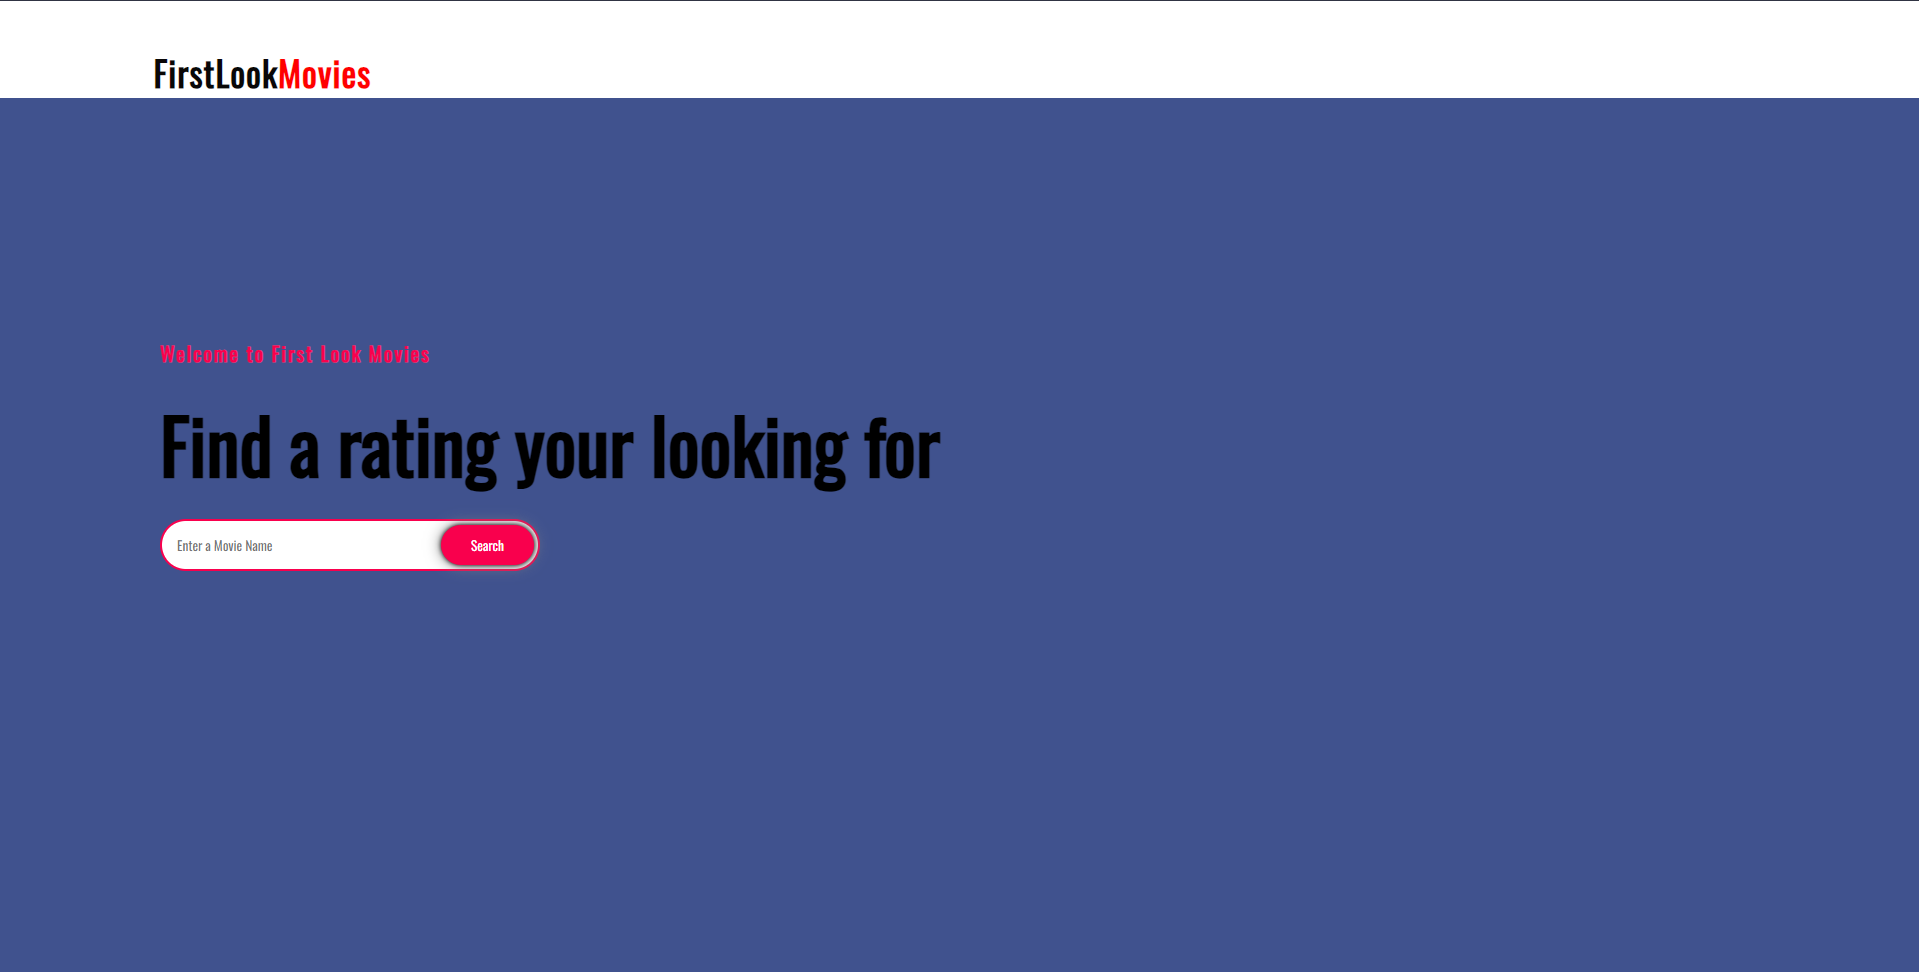 FirstLookMovies
Welcome to First Look Movies
Find a rating your looking for
Enter a Movie Name
Search